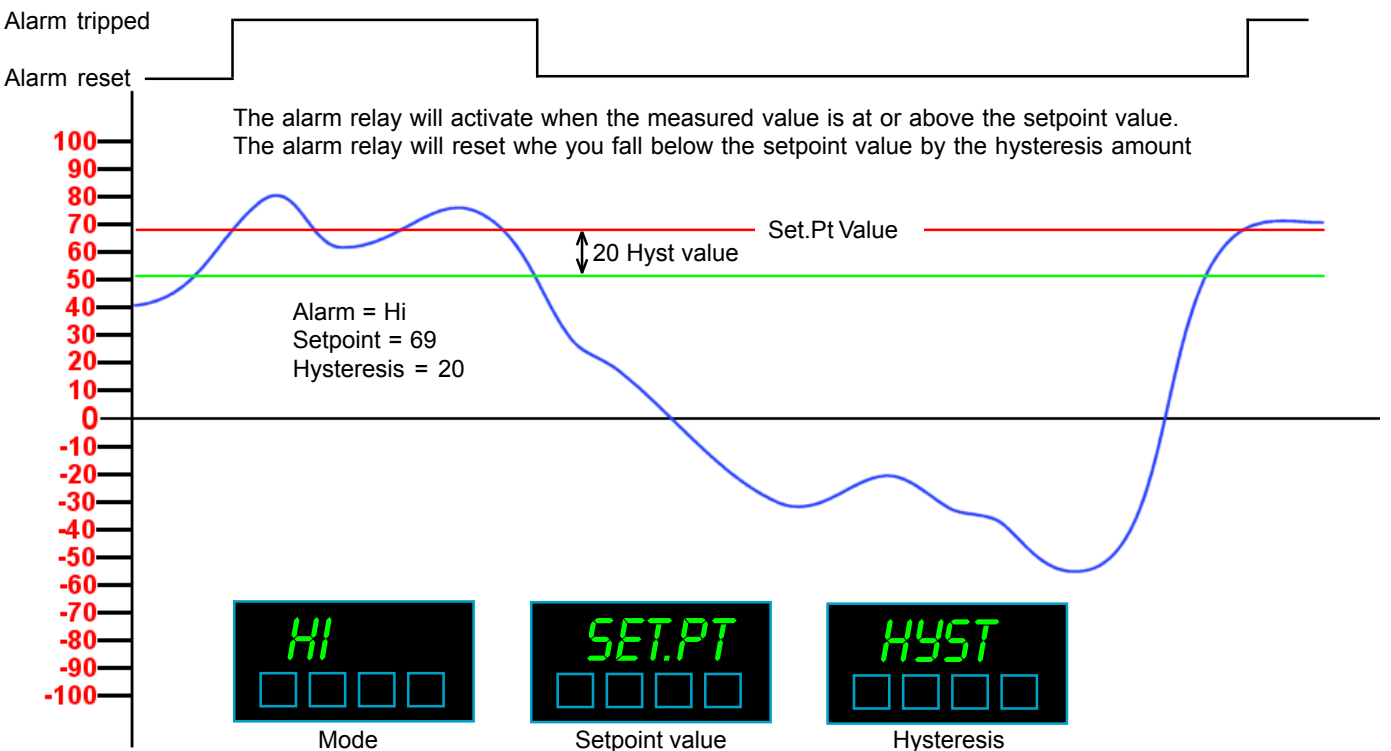 Alarm tripped
Alarm reset
The alarm relay will activate when the measured value is at or above the setpoint value.
The alarm relay will reset whe you fall below the setpoint value by the hysteresis amount
100
90
80
70
60
50
40
30
20
10
0
-10
-20
-30
-40
-50
-60
-70
-80
-90
-100
Set.Pt Value
20 Hyst value
Alarm = Hi
Setpoint = 69
Hysteresis = 20
HI
SET.PT
HYST
Mode
Setpoint value
Hysteresis